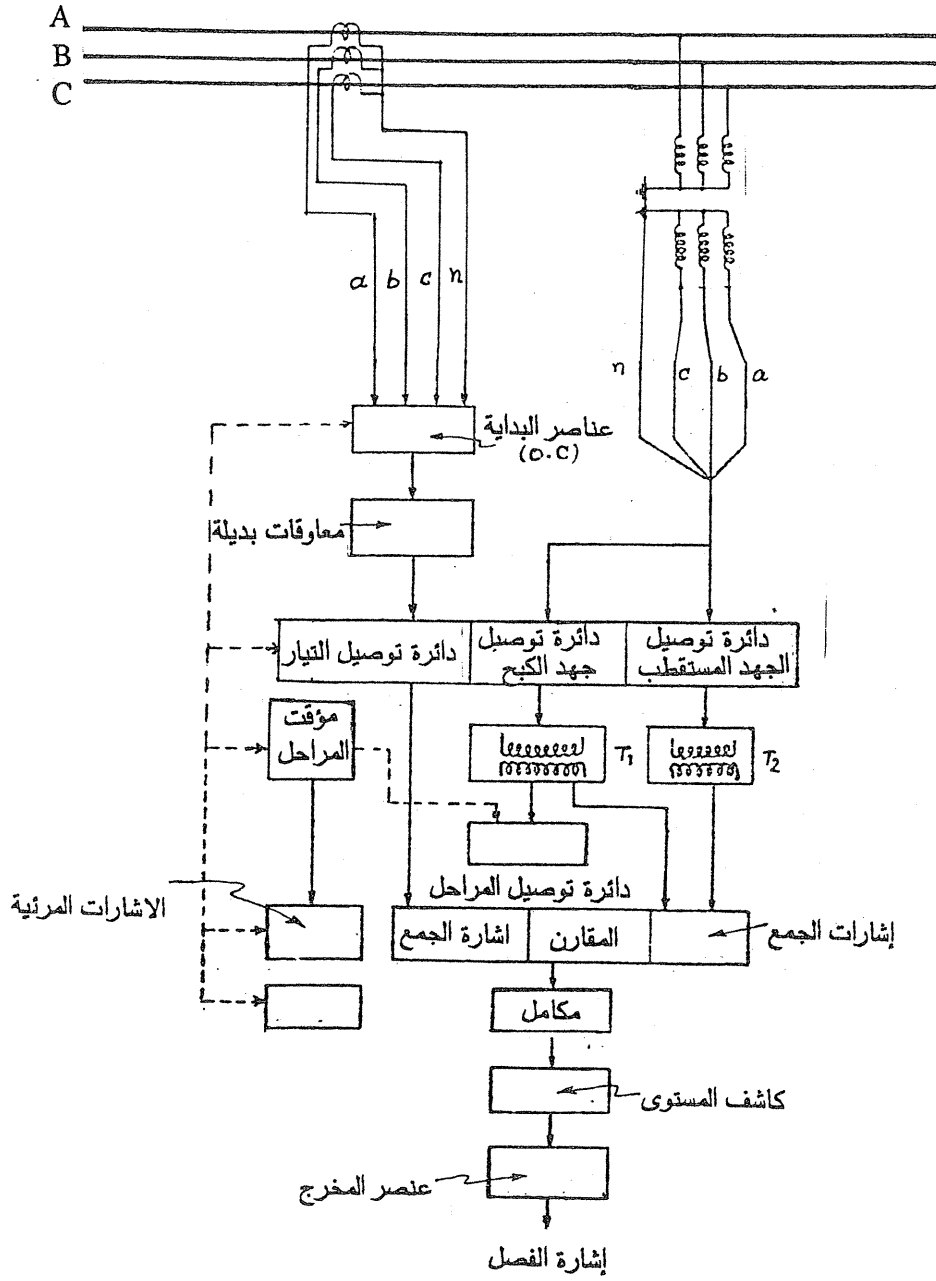 A
B
C
a b c n
n c b a
عناصر البداية
(O.C)
معاوقات بديلة
دائرة توصيل التيار
دائرة توصيل
جهد الكبح
دائرة توصيل
الجهد المستقطب
مؤقت
المراحل
T1
T2
دائرة توصيل المراحل
الاشارات المرئية
اشارة الجمع
المقارن
إشارات الجمع
مكامل
كاشف المستوى
عنصر المخرج
إشارة الفصل